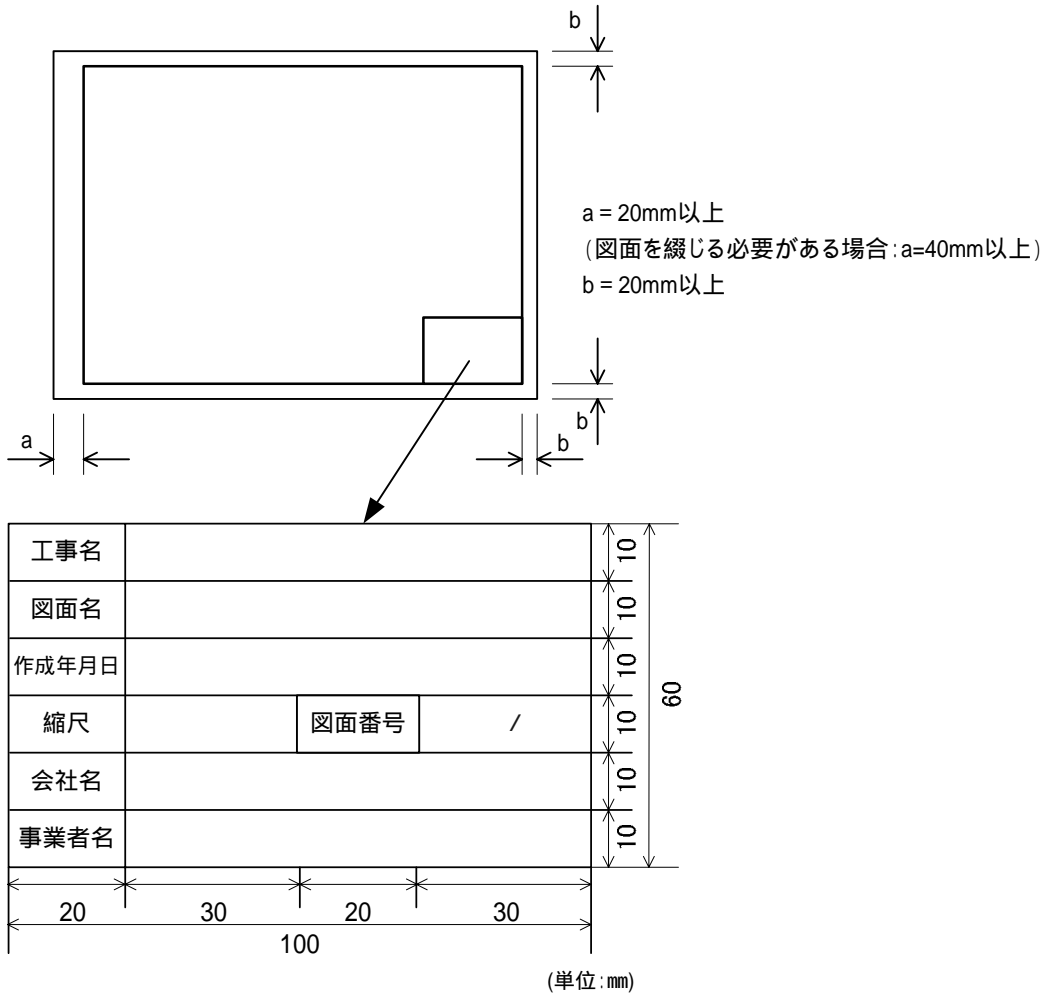 b
a = 20mm以上
(図面を綴じる必要がある場合:a=40mm以上)
b = 20mm以上
b
a
b
工事名
10
図面名
10
作成年月日
10
60
縮尺
図面番号
/
10
会社名
10
事業者名
10
20
30
20
30
100
(単位:㎜)